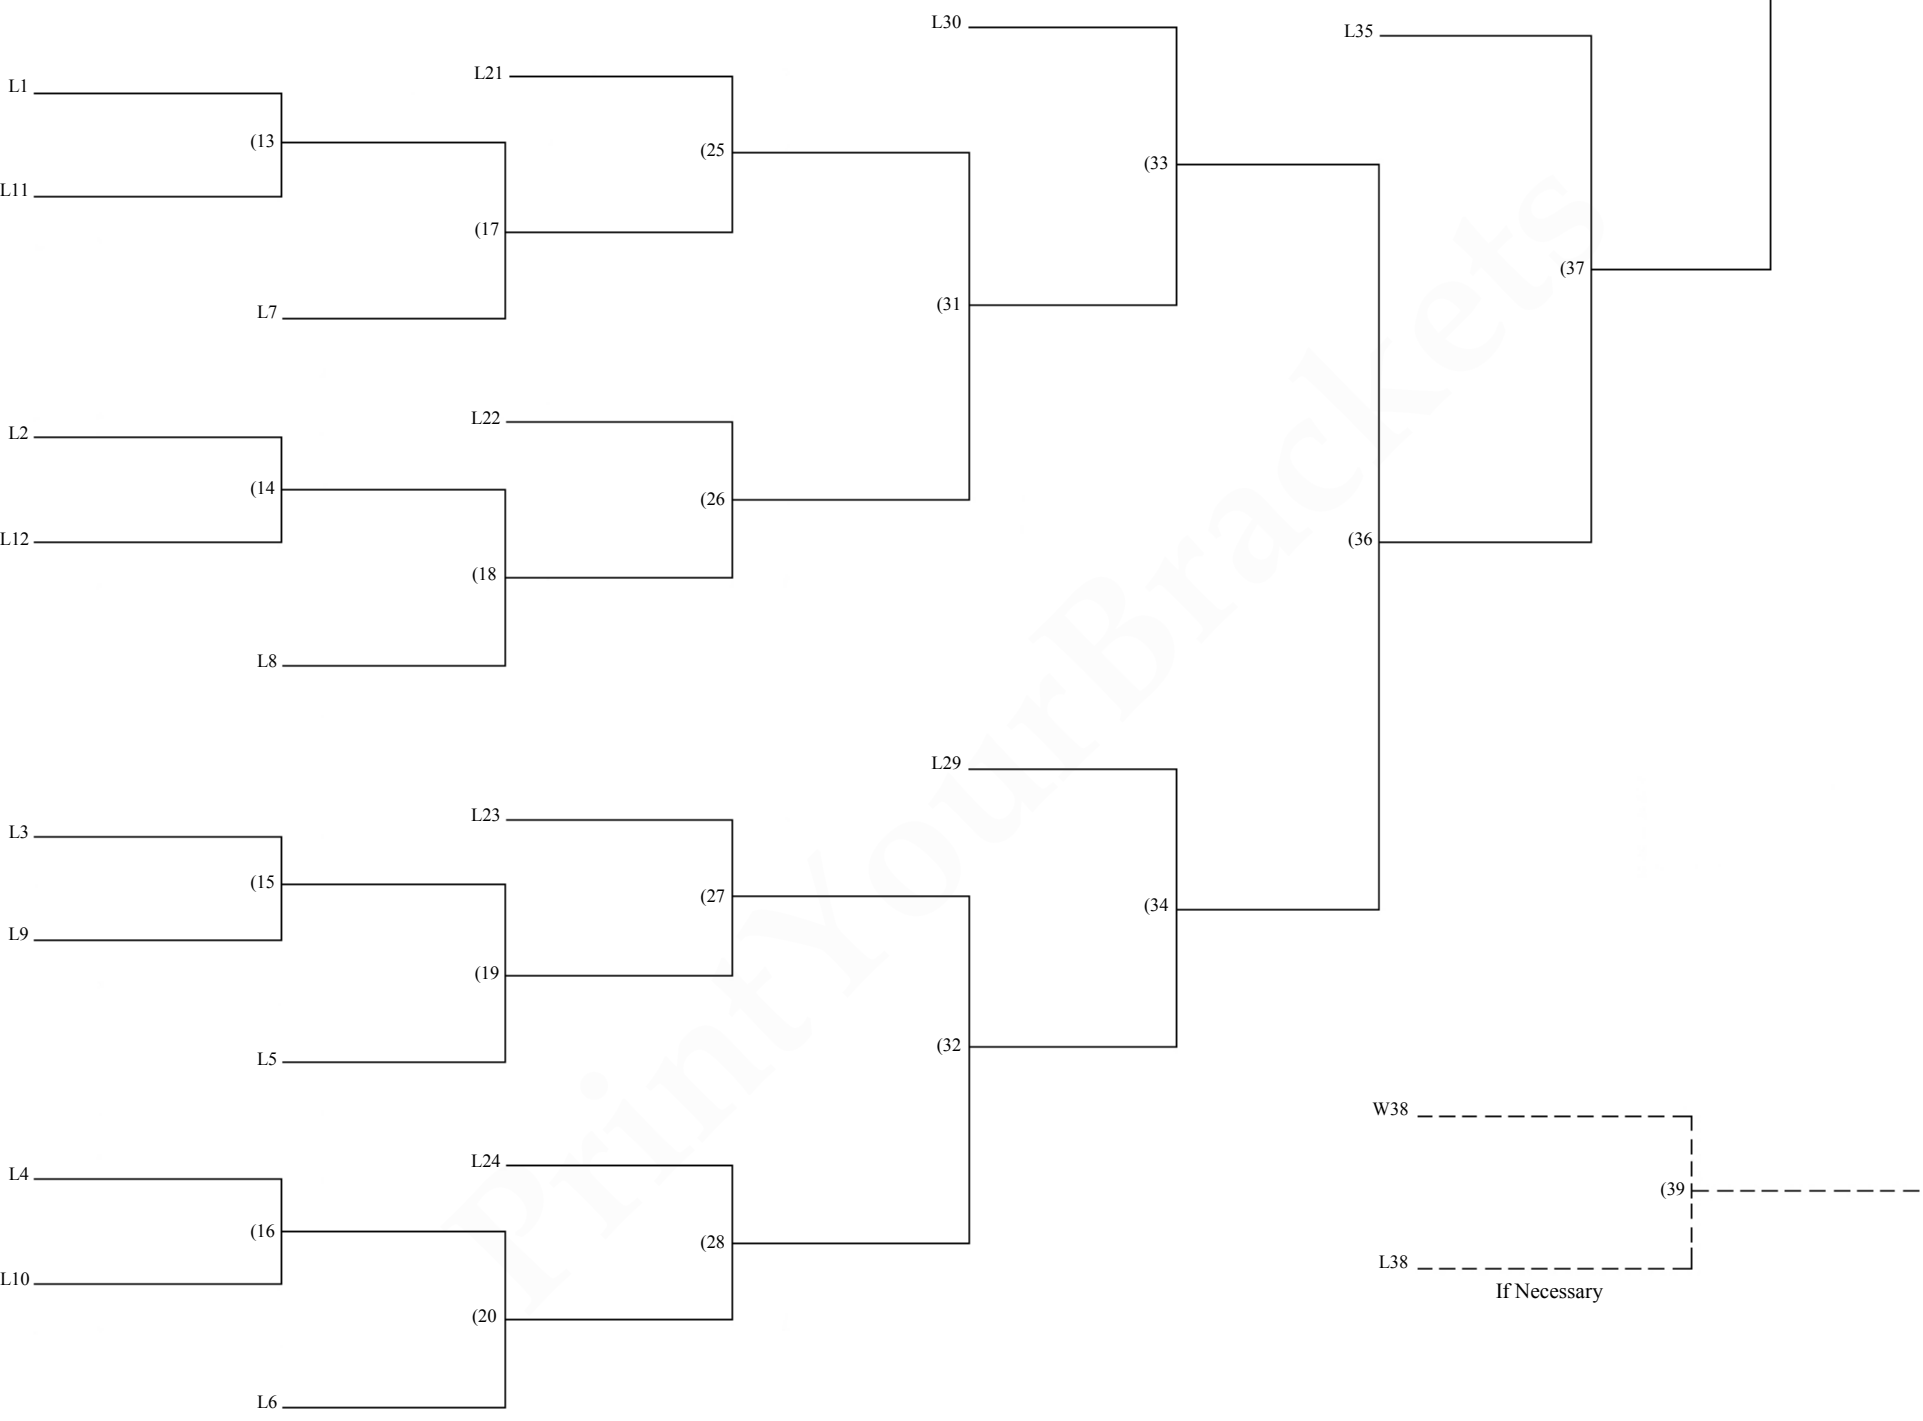 L30
L35
L21
L1
(13
(25
(33
L11
(17
(37
L7
(31
L22
L2
(14
(26
L12
(36
(18
L8
L29
L23
L3
(15
(27
(34
L9
(19
(32
L5
W38
L24
L4
(39
(16
(28
L38
L10
If Necessary
(20
L6
PrintYourBrackets